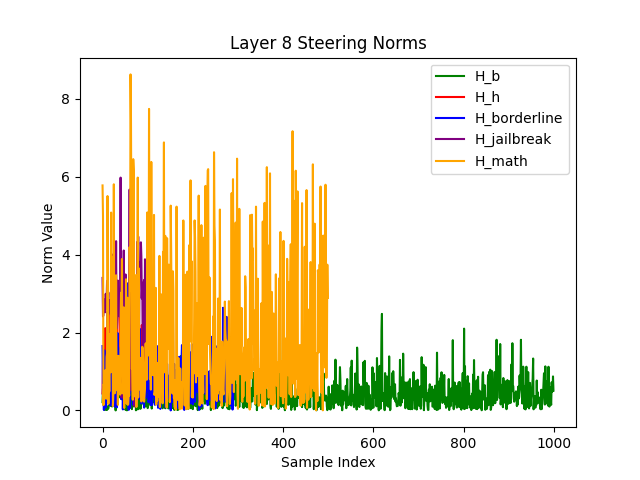 Layer 8 Steering Norms
H_b
H_h
H_borderline
H_jailbreak
H_math
Norm Value
8
6
4
2
0
0 200 400 600 800 1000
Sample Index